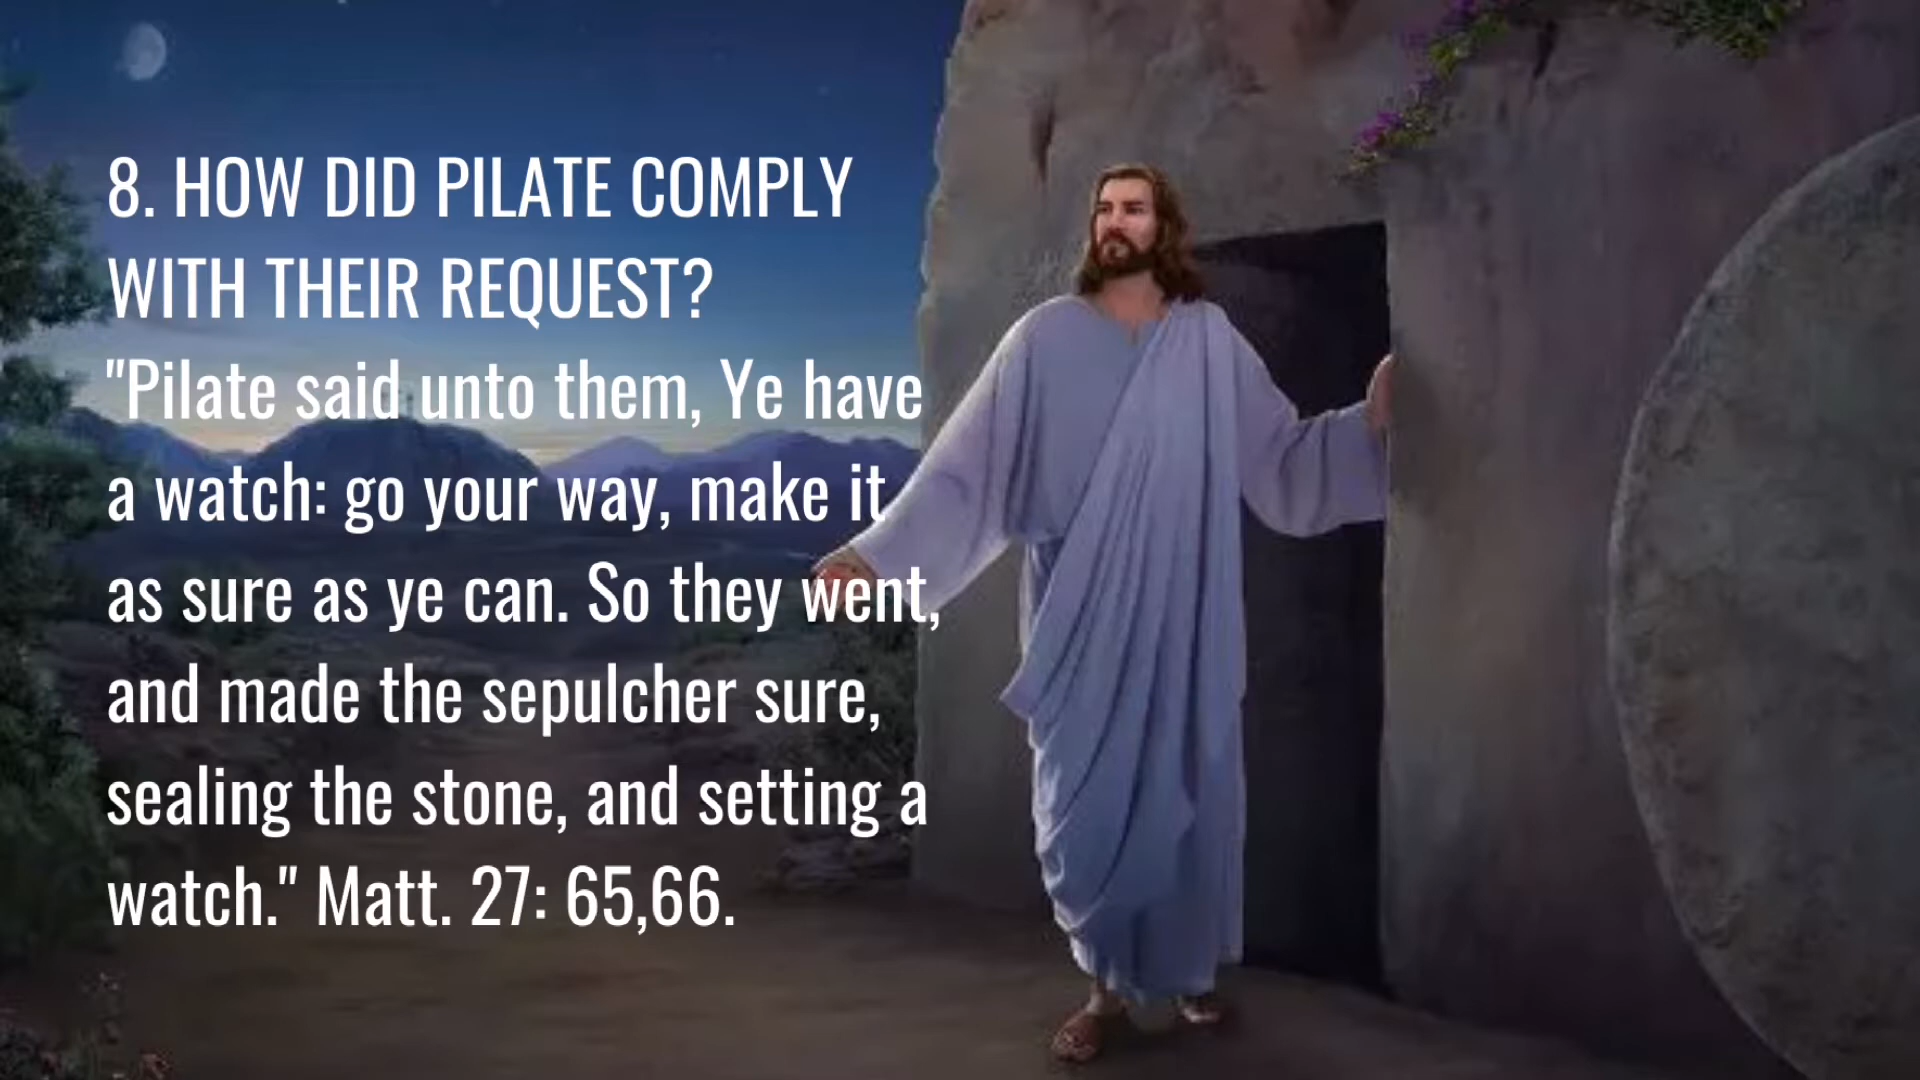 8. HOW DID PILATE COMPLY
WITH THEIR REQUEST?
"Pilate said unto them, Ye have
a watch: go your way, make it
as sure as ye can. So they went,
and made the sepulcher sure,
sealing the stone, and setting a
watch." Matt. 27: 65,66.